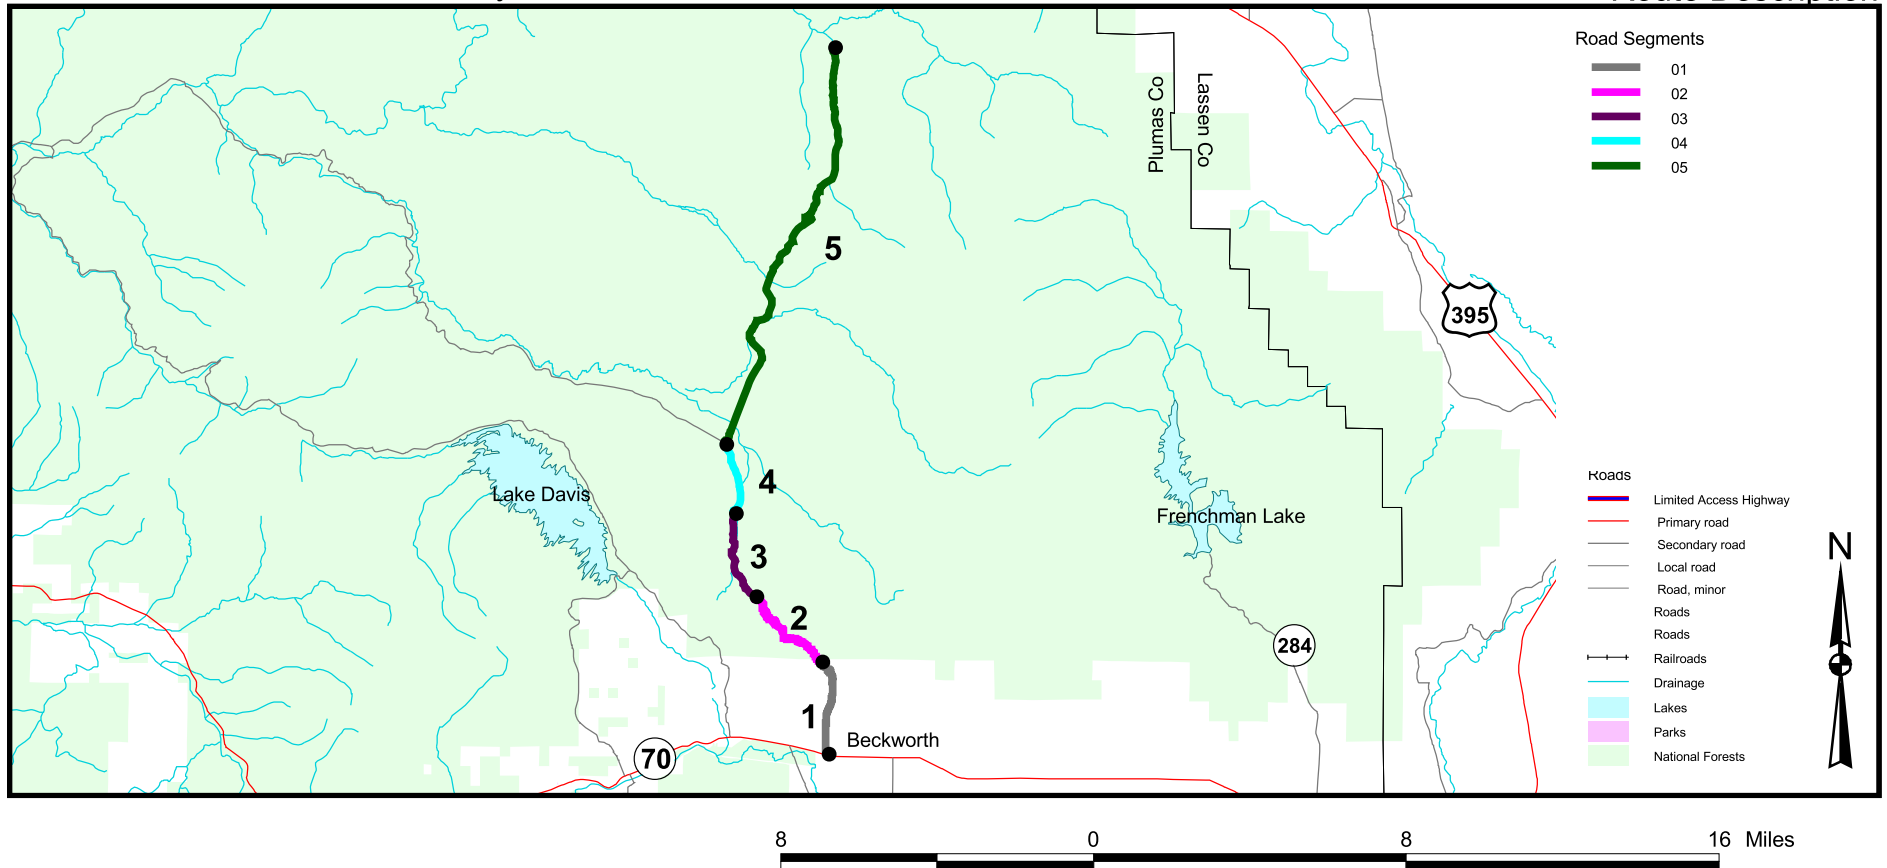 Road Segments
01
02
03
04
05
Plumas Co
Lassen Co
5
395
4
Lake Davis
Frenchman Lake
3
2
284
1
Beckworth
70
Roads
Limited Access Highway
Primary road
Secondary road
Local road
Road, minor
Roads
Roads
Railroads
Drainage
Lakes
Parks
National Forests
N
8 0 8 16 Miles